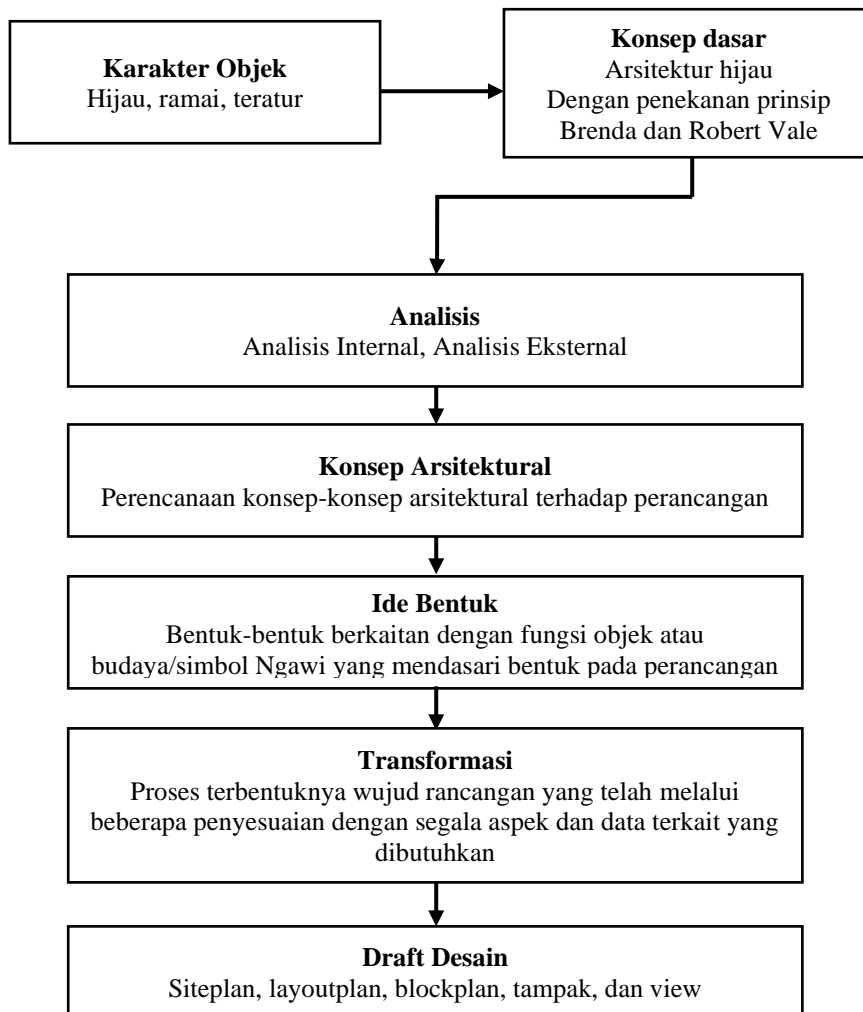 Karakter Objek
Hijau, ramai, teratur
Konsep dasar
Arsitektur hijau
Dengan penekanan prinsip
Brenda dan Robert Vale
Analisis
Analisis Internal, Analisis Eksternal
Konsep Arsitektural
Perencanaan konsep-konsep arsitektural terhadap perancangan
Ide Bentuk
Bentuk-bentuk berkaitan dengan fungsi objek atau
budaya/simbol Ngawi yang mendasari bentuk pada perancangan
Transformasi
Proses terbentuknya wujud rancangan yang telah melalui
beberapa penyesuaian dengan segala aspek dan data terkait yang
dibutuhkan
Draft Desain
Siteplan, layoutplan, blockplan, tampak, dan view